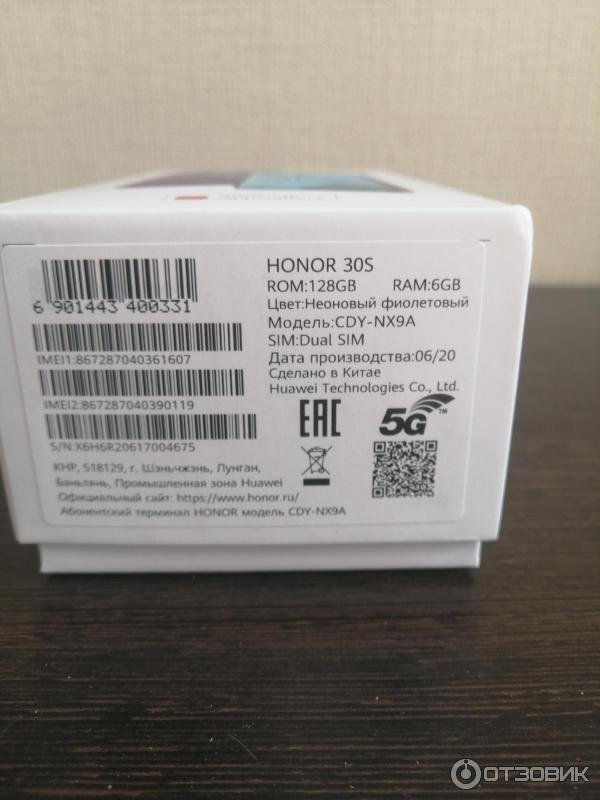 HONOR 30S
ROM:128GB RAM:6GB
Цвет:Неоновый фиолетовый
Модель:CDY-NX9A
SIM:Dual SIM
Дата производства:06/20
Сделано в Китае
Huawei Technologies Co., Ltd.
6 901443 400331
IMEI1:867287040361607
IMEI2:867287040390119
S/N:X6H6R20617004675
EAC
5G™
КНР, 518129, г. Шэньчжэнь, Лунган,
Баньтянь, Промышленная зона Huawei
Официальный сайт: https://www.honor.ru/
Абонентский терминал HONOR модель CDY-NX9A
ОТЗОВИК